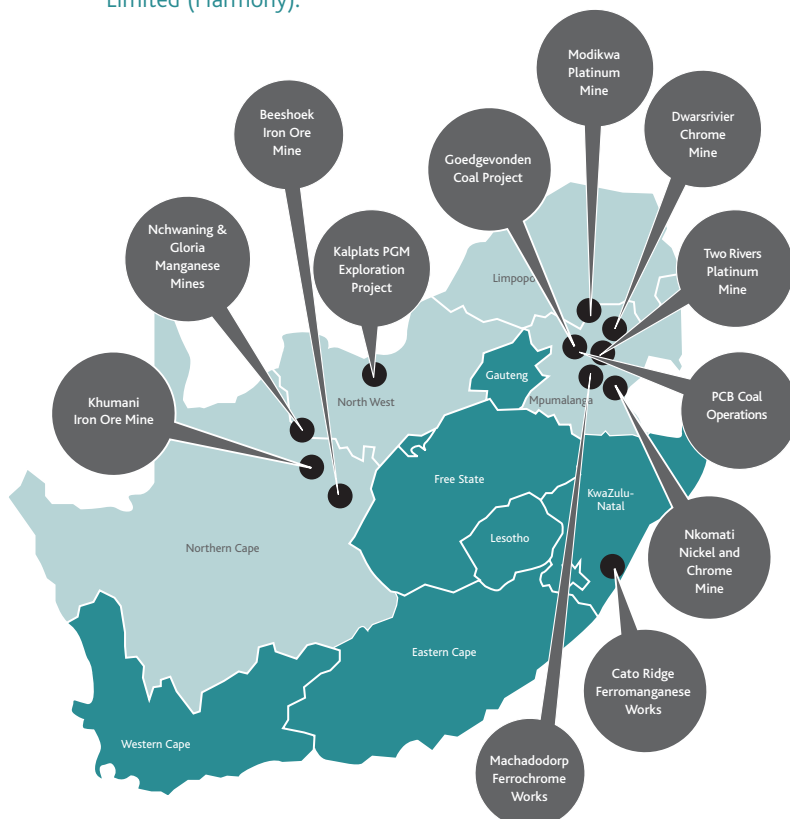 Limited (Harmony).
Modikwa
Platinum
Mine
Beeshoek
Iron Ore
Mine
Dwarsrivier
Chrome
Mine
Goedgevonden
Coal Project
Nchwaning &
Gloria
Manganese
Mines
Kalplats PGM
Exploration
Project
Two Rivers
Platinum
Mine
Limpopo
Khumani
Iron Ore Mine
North West
Gauteng
Mpumalanga
PCB Coal
Operations
Free State
KwaZulu-
Natal
Lesotho
Northern Cape
Nkomati
Nickel and
Chrome
Mine
Eastern Cape
Cato Ridge
Ferromanganese
Works
Western Cape
Machadodorp
Ferrochrome
Works